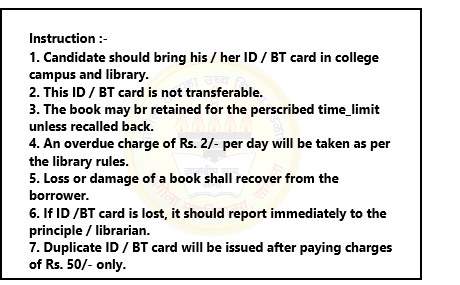 Instruction :-
1. Candidate should bring his / her ID / BT card in college
campus and library.
2. This ID / BT card is not transferable.
3. The book may br retained for the perscribed time_limit
unless recalled back.
4. An overdue charge of Rs. 2/- per day will be taken as per
the library rules.
5. Loss or damage of a book shall recover from the
borrower.
6. If ID /BT card is lost, it should report immediately to the
principle / librarian.
7. Duplicate ID / BT card will be issued after paying charges
of Rs. 50/- only.